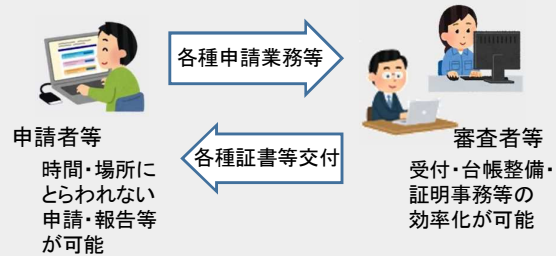 各種申請業務等
申請者等
時間・場所に
とらわれない
申請・報告等
が可能
各種証書等交付
審査者等
受付・台帳整備・
証明事務等の
効率化が可能